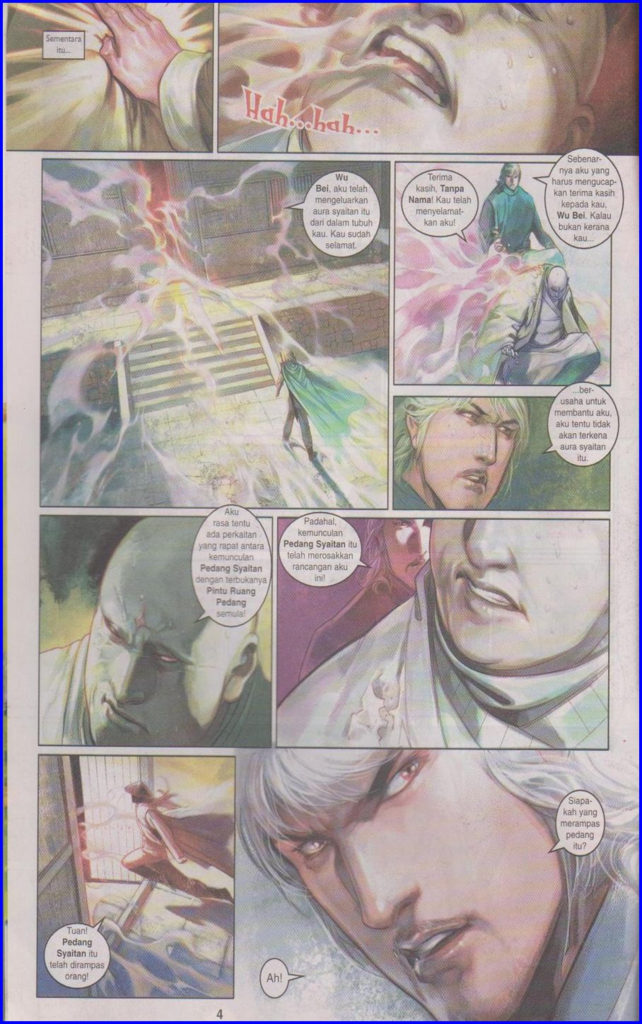 Sementara
itu...
Hah...hah...
Wu
Bei, aku telah
mengeluarkan
aura syaitan itu
dari dalam tubuh
kau. Kau sudah
selamat.
Terima
kasih, Tanpa
Nama! Kau telah
menyelamat-
kan aku!
Sebenar-
nya aku yang
harus mengucap-
kan terima kasih
kepada kau,
Wu Bei. Kalau
bukan kerana
kau...
...ber-
usaha untuk
membantu aku,
aku tentu tidak
akan terkena
aura syaitan
itu.
Aku
rasa tentu
ada perkaitan
yang rapat antara
kemunculan
Pedang Syaitan
dengan terbukanya
Pintu Ruang
Pedang
semula!
Padahal,
kemunculan
Pedang Syaitan itu
telah merosakkan
rancangan aku
ini!
Tuan!
Pedang
Syaitan itu
telah dirampas
orang!
Ah!
Siapa-
kah yang
merampas
pedang
itu?
4